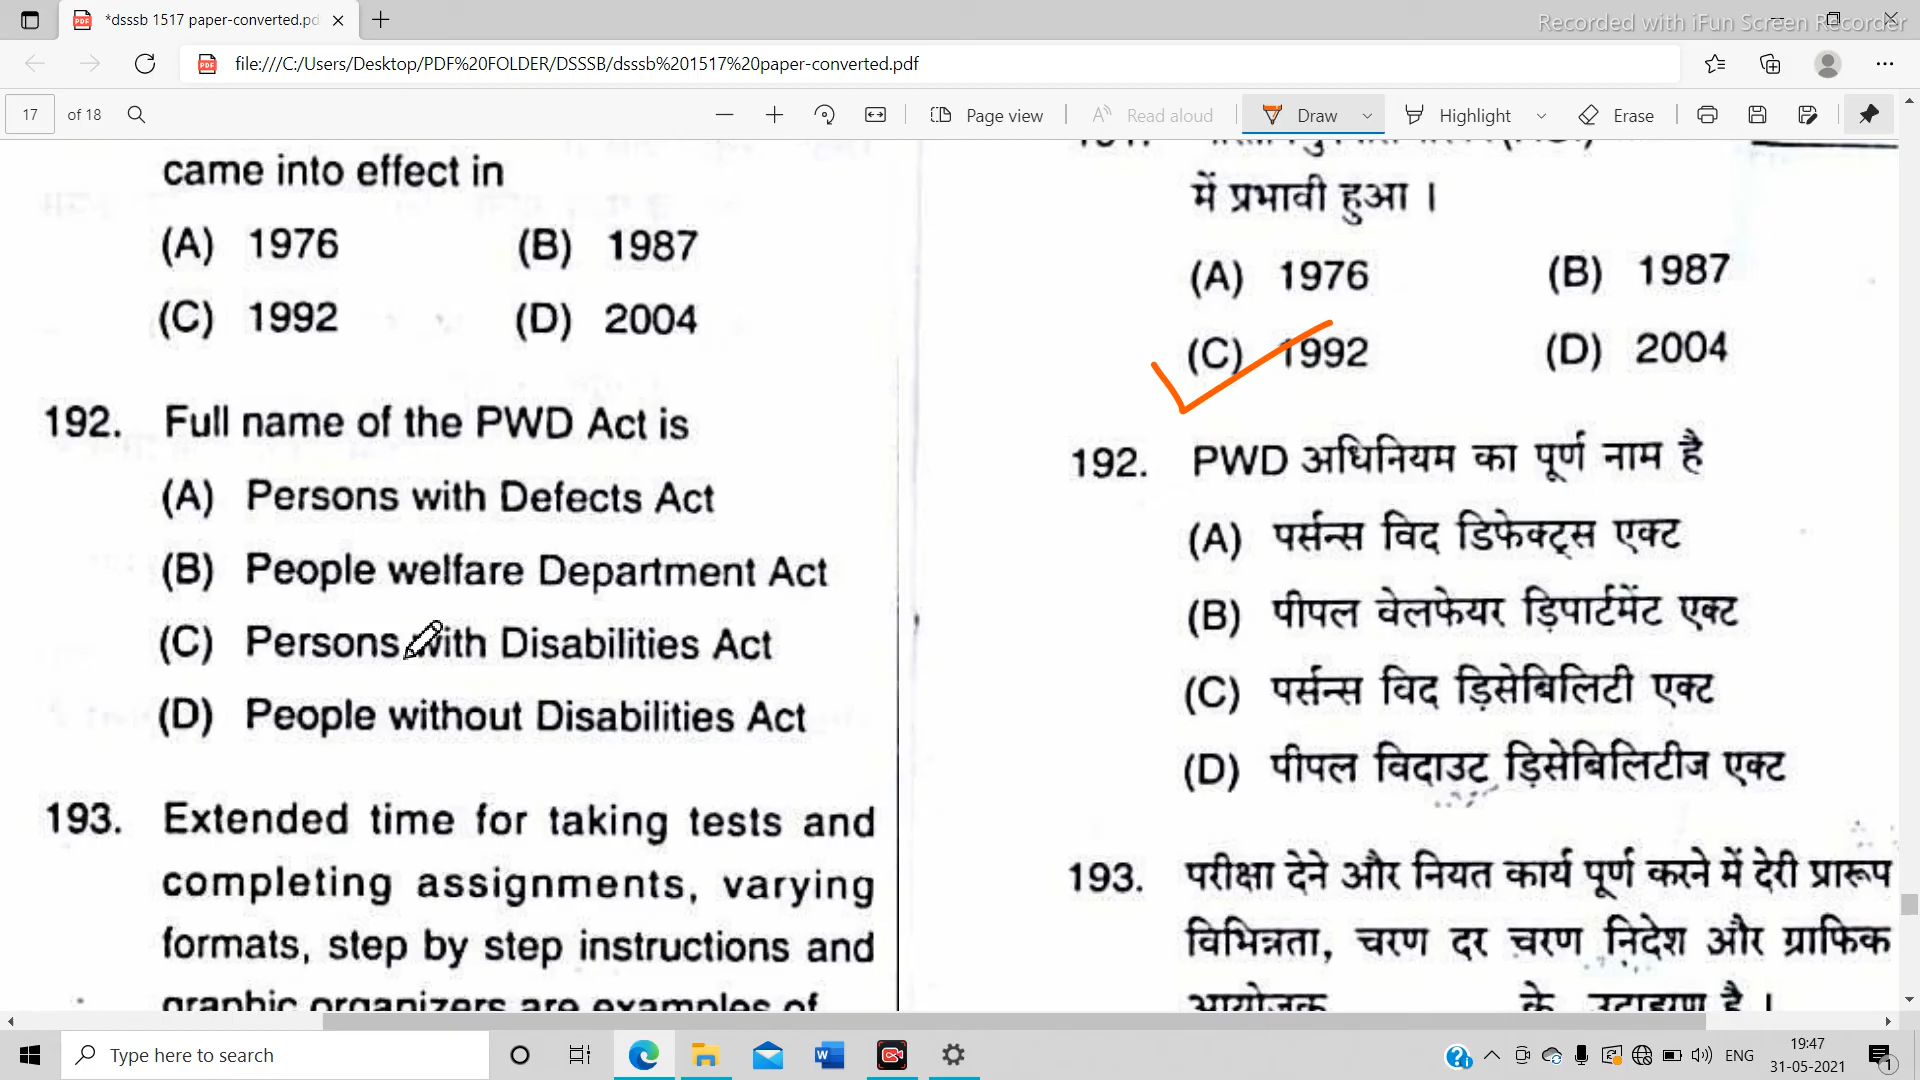 *dsssb 1517 paper-converted.pd
Recorded with iFun Screen Recorder
file:///C:/Users/Desktop/PDF%20FOLDER/DSSSB/dsssb%201517%20paper-converted.pdf
17 of 18
Page view
Read aloud
Draw
Highlight
Erase
came into effect in
(A) 1976 (B) 1987
(C) 1992 (D) 2004
192. Full name of the PWD Act is
(A) Persons with Defects Act
(B) People welfare Department Act
(C) Persons with Disabilities Act
(D) People without Disabilities Act
193. Extended time for taking tests and
completing assignments, varying
formats, step by step instructions and
graphic organizers are examples of
में प्रभावी हुआ ।
(A) 1976 (B) 1987
(C) 1992 (D) 2004
192. PWD अधिनियम का पूर्ण नाम है
(A) पर्सन्स विद डिफेक्ट्स एक्ट
(B) पीपल वेलफेयर ड़िपार्टमेंट एक्ट
(C) पर्सन्स विद ड़िसेबिलिटी एक्ट
(D) पीपल विदाउट ड़िसेबिलिटीज एक्ट
193. परीक्षा देने और नियत कार्य पूर्ण करने में देरी प्रारूप
विभिन्नता, चरण दर चरण निदेश और ग्राफिक
आयोजक ________ के उदाहरण है ।
Type here to search
ENG
19:47
31-05-2021
1